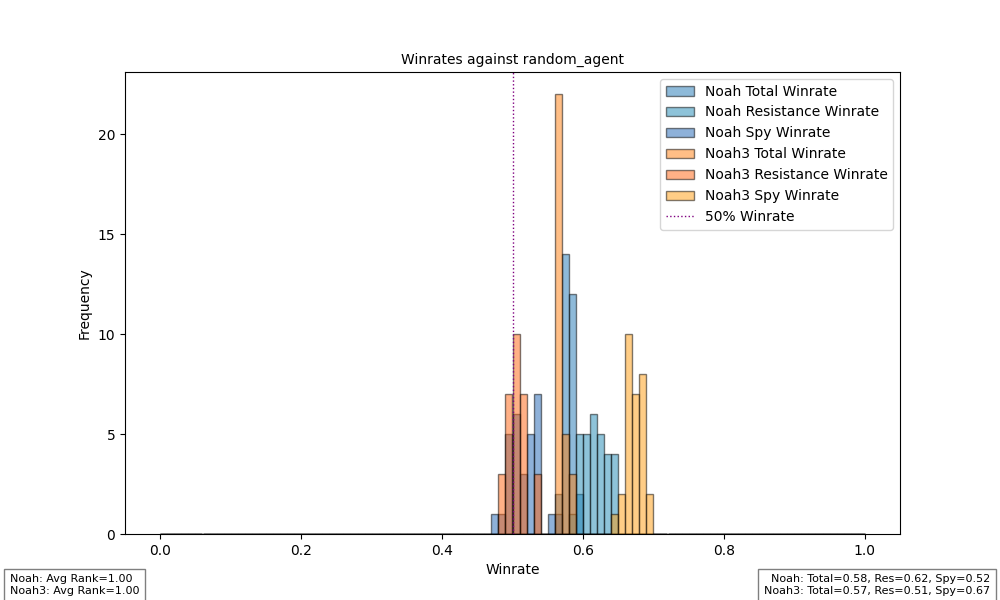 Winrates against random_agent
Noah Total Winrate
Noah Resistance Winrate
Noah Spy Winrate
Noah3 Total Winrate
Noah3 Resistance Winrate
Noah3 Spy Winrate
50% Winrate
Frequency
20
15
10
5
0
0.0 0.2 0.4 0.6 0.8 1.0
Winrate
Noah: Avg Rank=1.00
Noah3: Avg Rank=1.00
Noah: Total=0.58, Res=0.62, Spy=0.52
Noah3: Total=0.57, Res=0.51, Spy=0.67